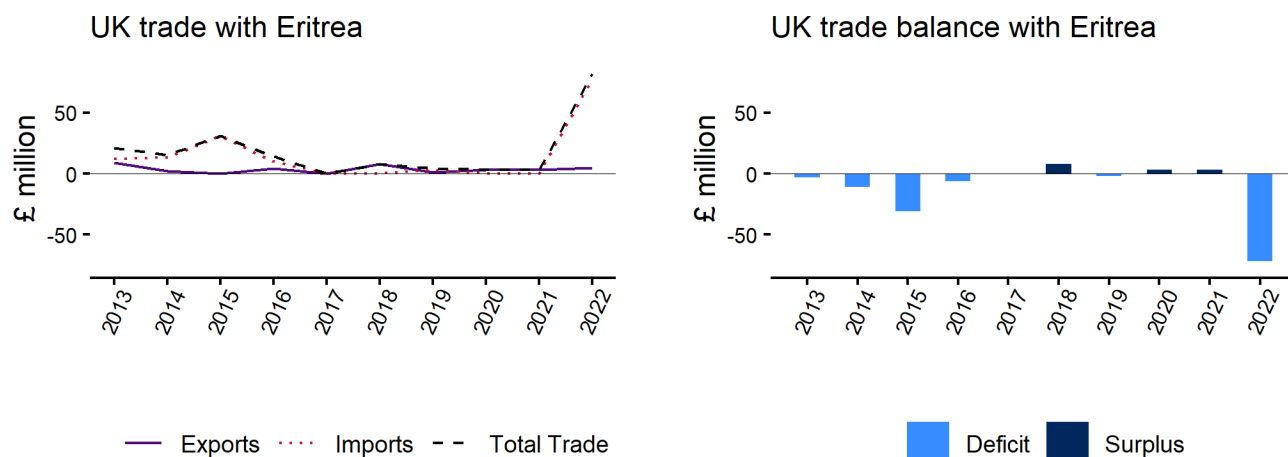 UK trade with Eritrea
£ million
50
0
-50
2013 2014 2015 2016 2017 2018 2019 2020 2021 2022
Exports Imports Total Trade
UK trade balance with Eritrea
£ million
50
0
-50
2013 2014 2015 2016 2017 2018 2019 2020 2021 2022
Deficit Surplus